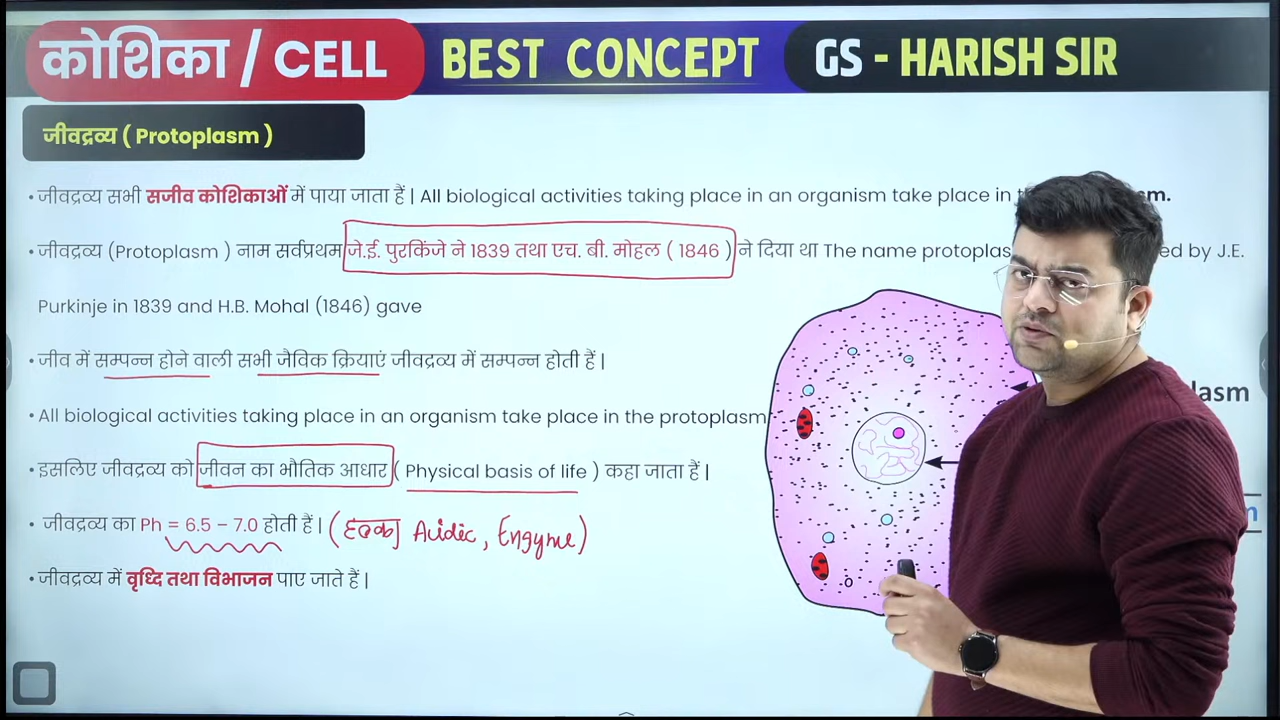 कोशिका / CELL BEST CONCEPT GS - HARISH SIR
जीवद्रव्य ( Protoplasm )
• जीवद्रव्य सभी सजीव कोशिकाओं में पाया जाता हैं | All biological activities taking place in an organism take place in
• जीवद्रव्य (Protoplasm ) नाम सर्वप्रथम जे.ई. पुरकिंजे ने 1839 तथा एच. बी. मोहल ( 1846 ) ने दिया था The name by J.E.
Purkinje in 1839 and H.B. Mohal (1846) gave
• जीव में सम्पन्न होने वाली सभी जैविक क्रियाएं जीवद्रव्य में सम्पन्न होती हैं |
• All biological activities taking place in an organism take place in the protoplasm
• इसलिए जीवद्रव्य को जीवन का भौतिक आधार ( Physical basis of life ) कहा जाता हैं |
• जीवद्रव्य का Ph = 6.5 – 7.0 होती हैं | (हल्का Acidic, Enzyme)
• जीवद्रव्य में वृध्दि तथा विभाजन पाए जाते हैं |